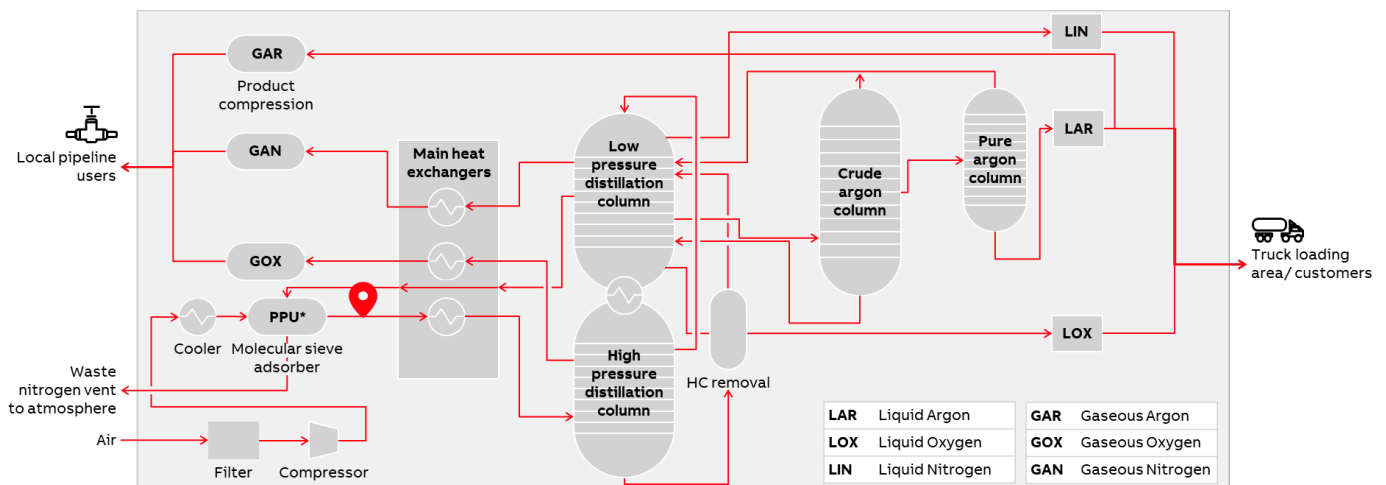 LIN
GAR
Product
compression
Local pipeline
users
GAN
Main heat
exchangers
Low
pressure
distillation
column
Crude
argon
column
Pure
argon
column
LAR
GOX
Truck loading
area/ customers
PPU*
Cooler
Molecular sieve
adsorber
LOX
Waste
nitrogen vent
to atmosphere
High
pressure
distillation
column
HC removal
Air
Filter
Compressor
LAR Liquid Argon
LOX Liquid Oxygen
LIN Liquid Nitrogen
GAR Gaseous Argon
GOX Gaseous Oxygen
GAN Gaseous Nitrogen